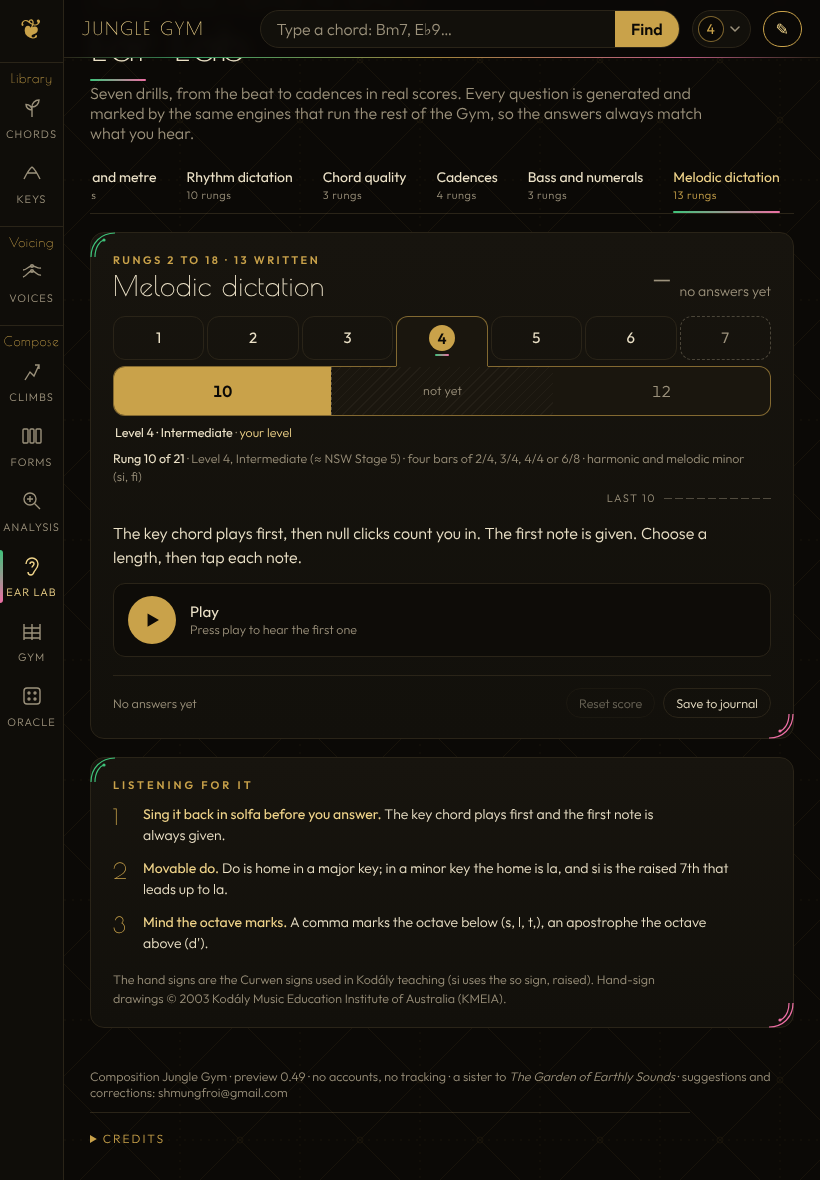 JUNGLE GYM
Type a chord: Bm7, E♭9…
Find
4
Library
CHORDS
KEYS
Voicing
VOICES
Compose
CLIMBS
FORMS
ANALYSIS
EAR LAB
GYM
ORACLE
Seven drills, from the beat to cadences in real scores. Every question is generated and
marked by the same engines that run the rest of the Gym, so the answers always match
what you hear.
and metre
s
Rhythm dictation
10 rungs
Chord quality
3 rungs
Cadences
4 rungs
Bass and numerals
3 rungs
Melodic dictation
13 rungs
RUNGS 2 TO 18 · 13 WRITTEN
Melodic dictation
— no answers yet
1 2 3 4 5 6 7
10 not yet 12
Level 4 · Intermediate · your level
Rung 10 of 21 · Level 4, Intermediate (≈ NSW Stage 5) · four bars of 2/4, 3/4, 4/4 or 6/8 · harmonic and melodic minor
(si, fi)
LAST 10 — — — — — — — — — —
The key chord plays first, then null clicks count you in. The first note is given. Choose a
length, then tap each note.
Play
Press play to hear the first one
No answers yet
Reset score
Save to journal
LISTENING FOR IT
1 Sing it back in solfa before you answer. The key chord plays first and the first note is
always given.
2 Movable do. Do is home in a major key; in a minor key the home is la, and si is the raised 7th that
leads up to la.
3 Mind the octave marks. A comma marks the octave below (s, l, t,), an apostrophe the octave
above (d').
The hand signs are the Curwen signs used in Kodály teaching (si uses the so sign, raised). Hand-sign
drawings © 2003 Kodály Music Education Institute of Australia (KMEIA).
Composition Jungle Gym · preview 0.49 · no accounts, no tracking · a sister to The Garden of Earthly Sounds · suggestions and
corrections: shmungfroi@gmail.com
CREDITS